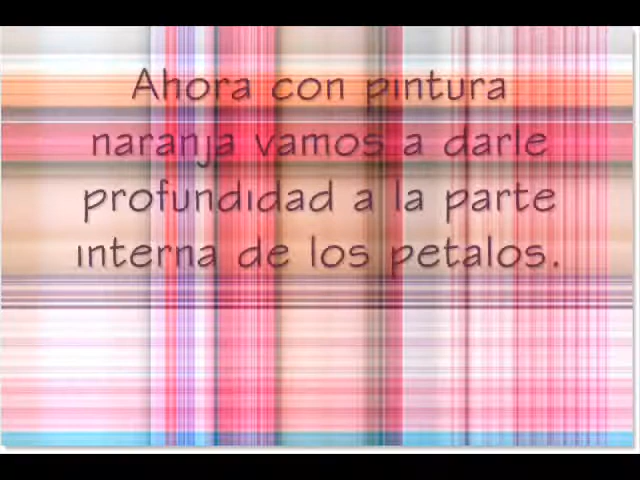 Ahora con pintura
naranja vamos a darle
profundidad a la parte
interna de los petalos.